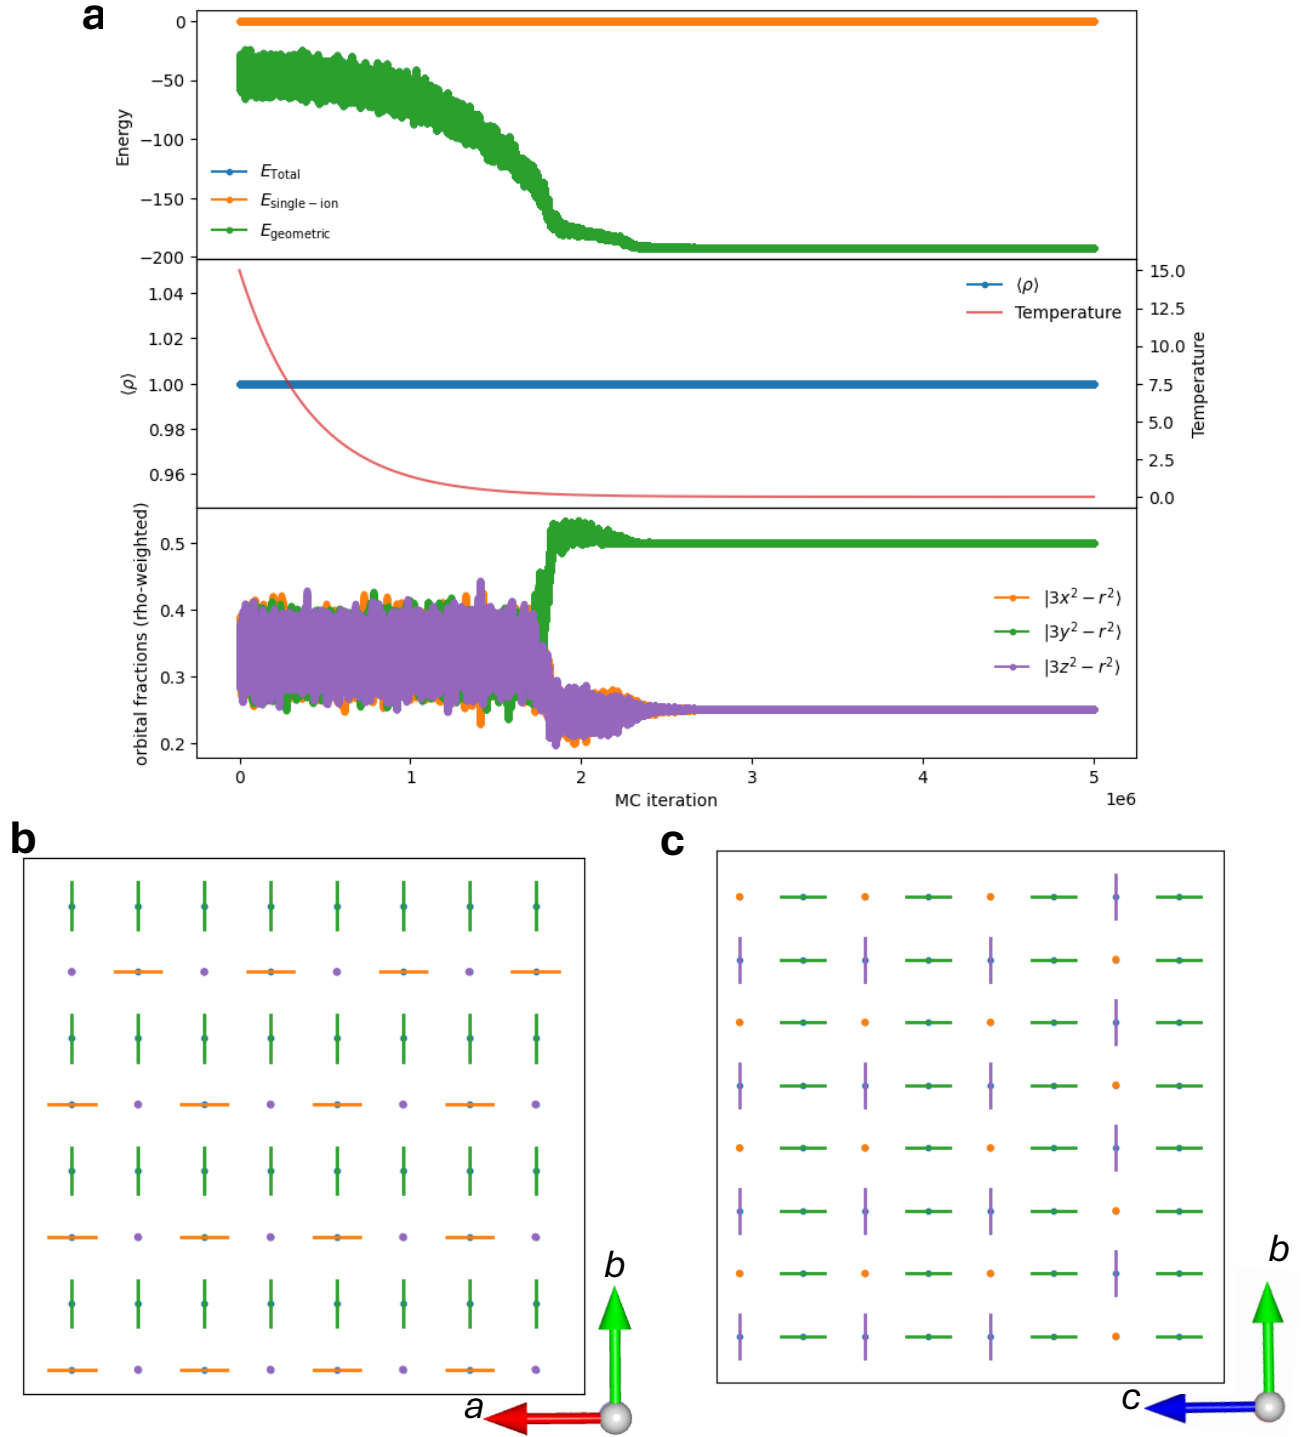 a
0
−50
−100
−150
−200
Energy
E_Total
E_single−ion
E_geometric
1.04
1.02
1.00
0.98
0.96
⟨ρ⟩
⟨ρ⟩
Temperature
15.0
12.5
10.0
7.5
5.0
2.5
0.0
Temperature
0.5
0.4
0.3
0.2
orbital fractions (rho-weighted)
|3x² − r²⟩
|3y² − r²⟩
|3z² − r²⟩
0 1 2 3 4 5
MC iteration
1e6
b
b
a
c
b
c